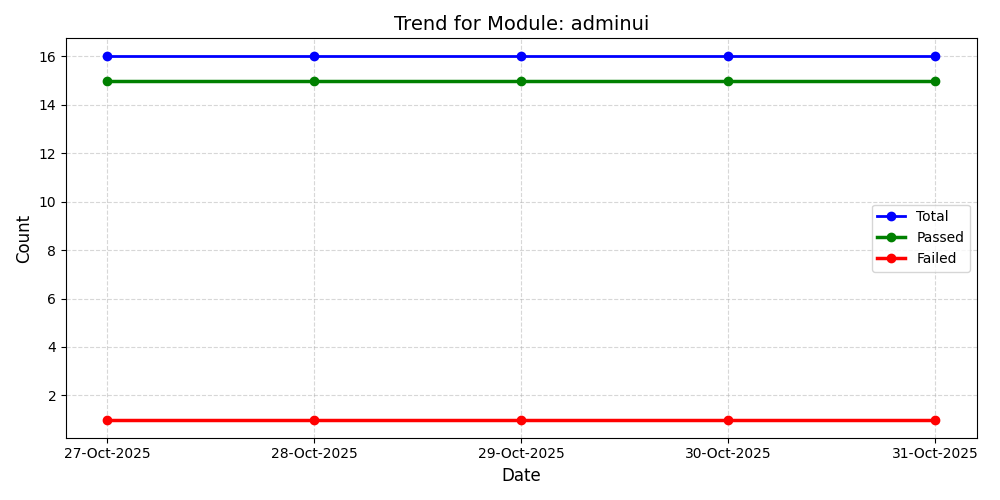 Trend for Module: adminui
Count
16
14
12
10
8
6
4
2
Total
Passed
Failed
27-Oct-2025 28-Oct-2025 29-Oct-2025 30-Oct-2025 31-Oct-2025
Date